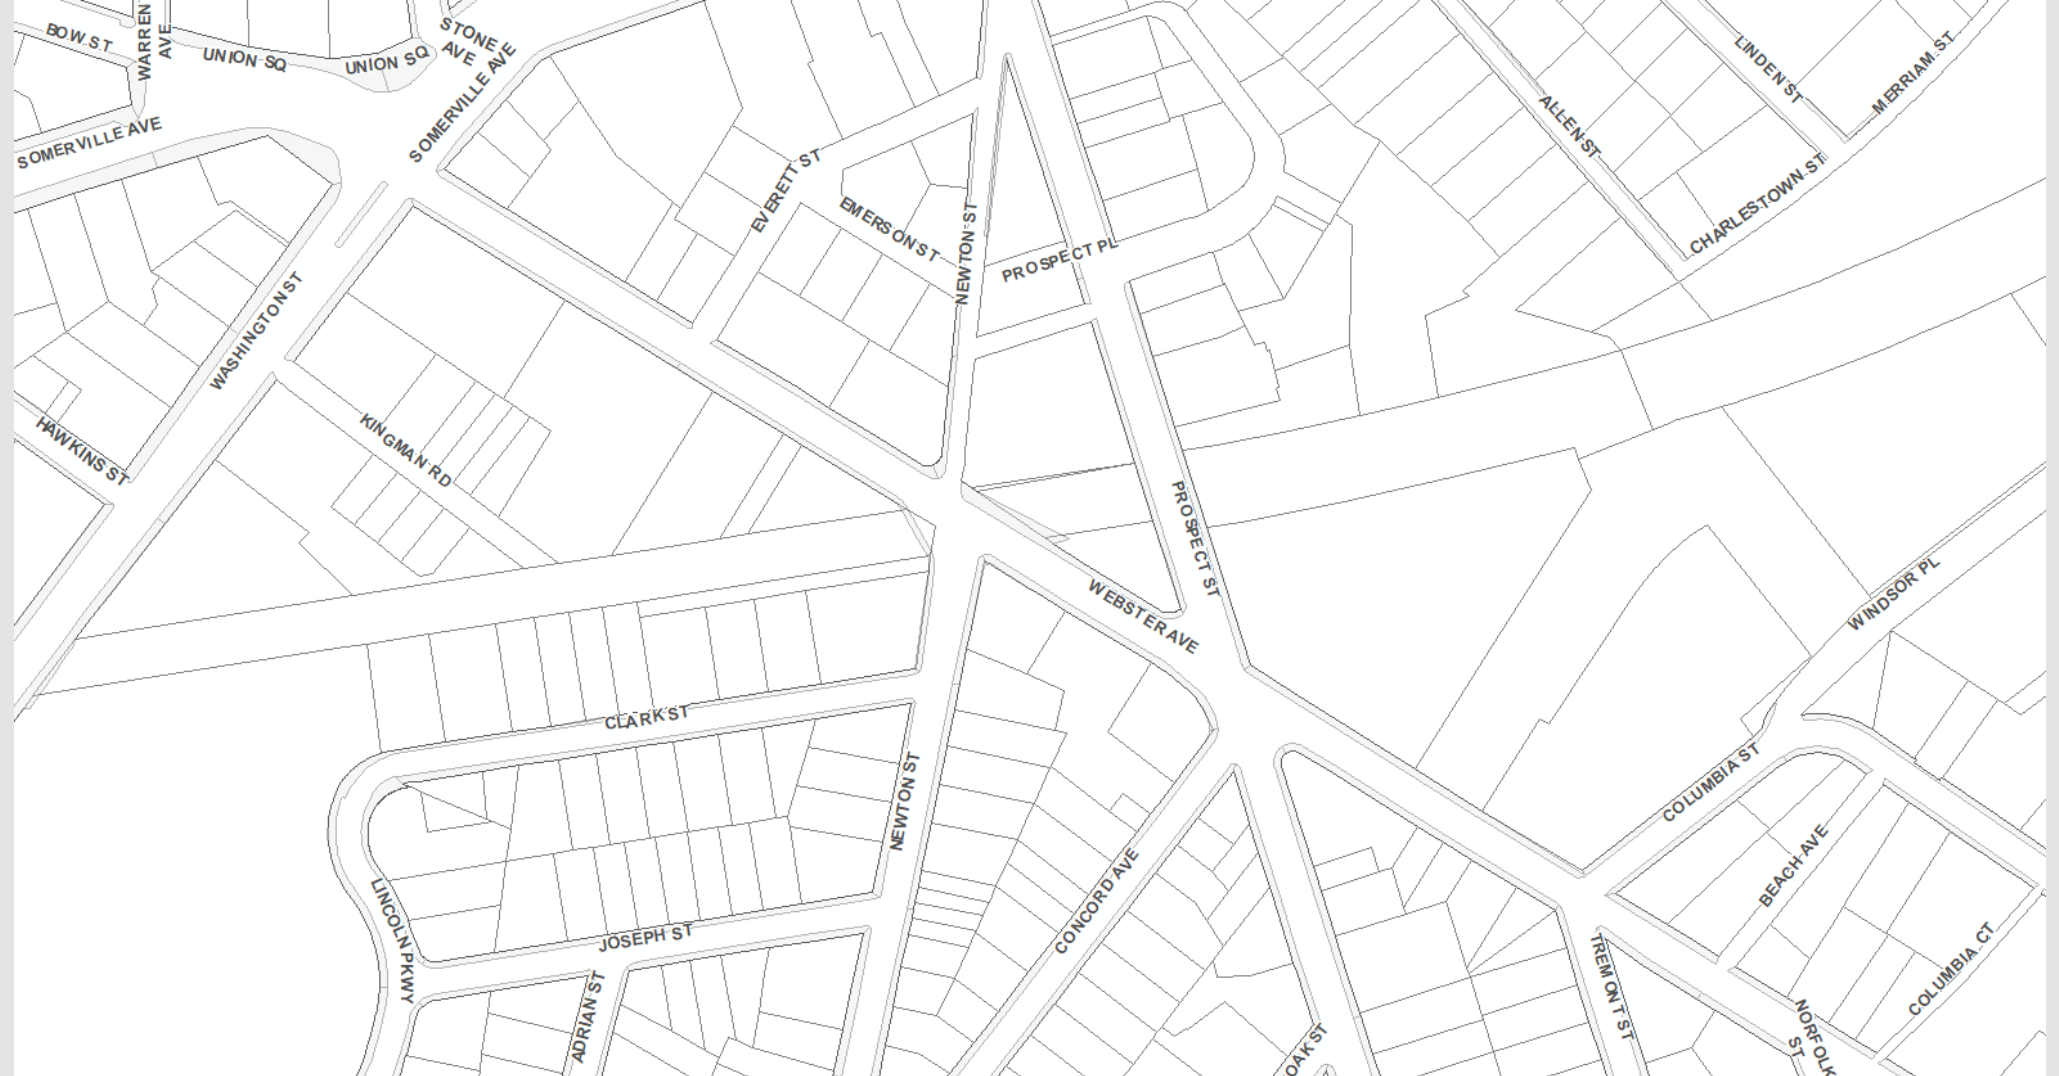 BOW ST
WARREN
AVE
UNION SQ
UNION SQ
STONE
AVE
SOMERVILLE AVE
SOMERVILLE AVE
LINDEN ST
MERRIAM ST
ALLEN ST
CHARLESTOWN ST
EVERETT ST
EMERSON ST
NEWTON ST
PROSPECT PL
WASHINGTON ST
HAWKINS ST
KINGMAN RD
PROSPECT ST
WEBSTER AVE
WINDSOR PL
CLARK ST
NEWTON ST
COLUMBIA ST
BEACH AVE
CONCORD AVE
LINCOLN PKWY
JOSEPH ST
ADRIAN ST
TREMONT ST
COLUMBIA CT
NORFOLK
ST
OAK ST